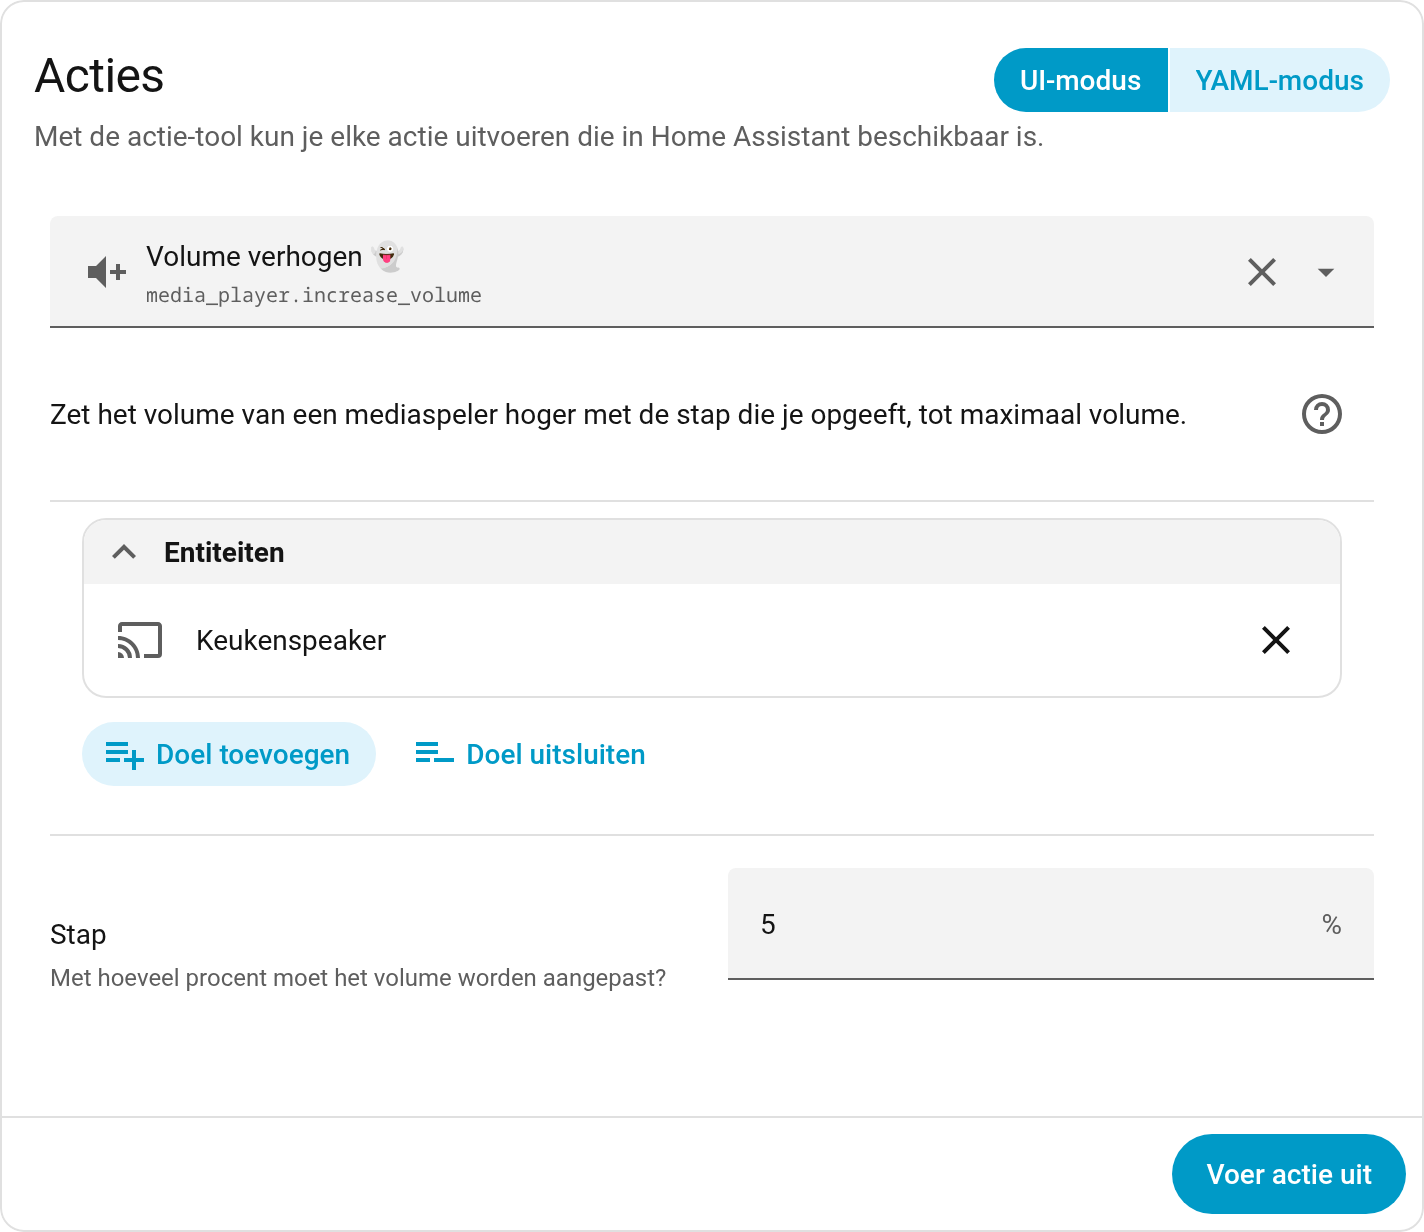 Acties
UI-modus
YAML-modus
Met de actie-tool kun je elke actie uitvoeren die in Home Assistant beschikbaar is.
Volume verhogen 👻
media_player.increase_volume
Zet het volume van een mediaspeler hoger met de stap die je opgeeft, tot maximaal volume.
Entiteiten
Keukenspeaker
Doel toevoegen
Doel uitsluiten
Stap
Met hoeveel procent moet het volume worden aangepast?
5
%
Voer actie uit